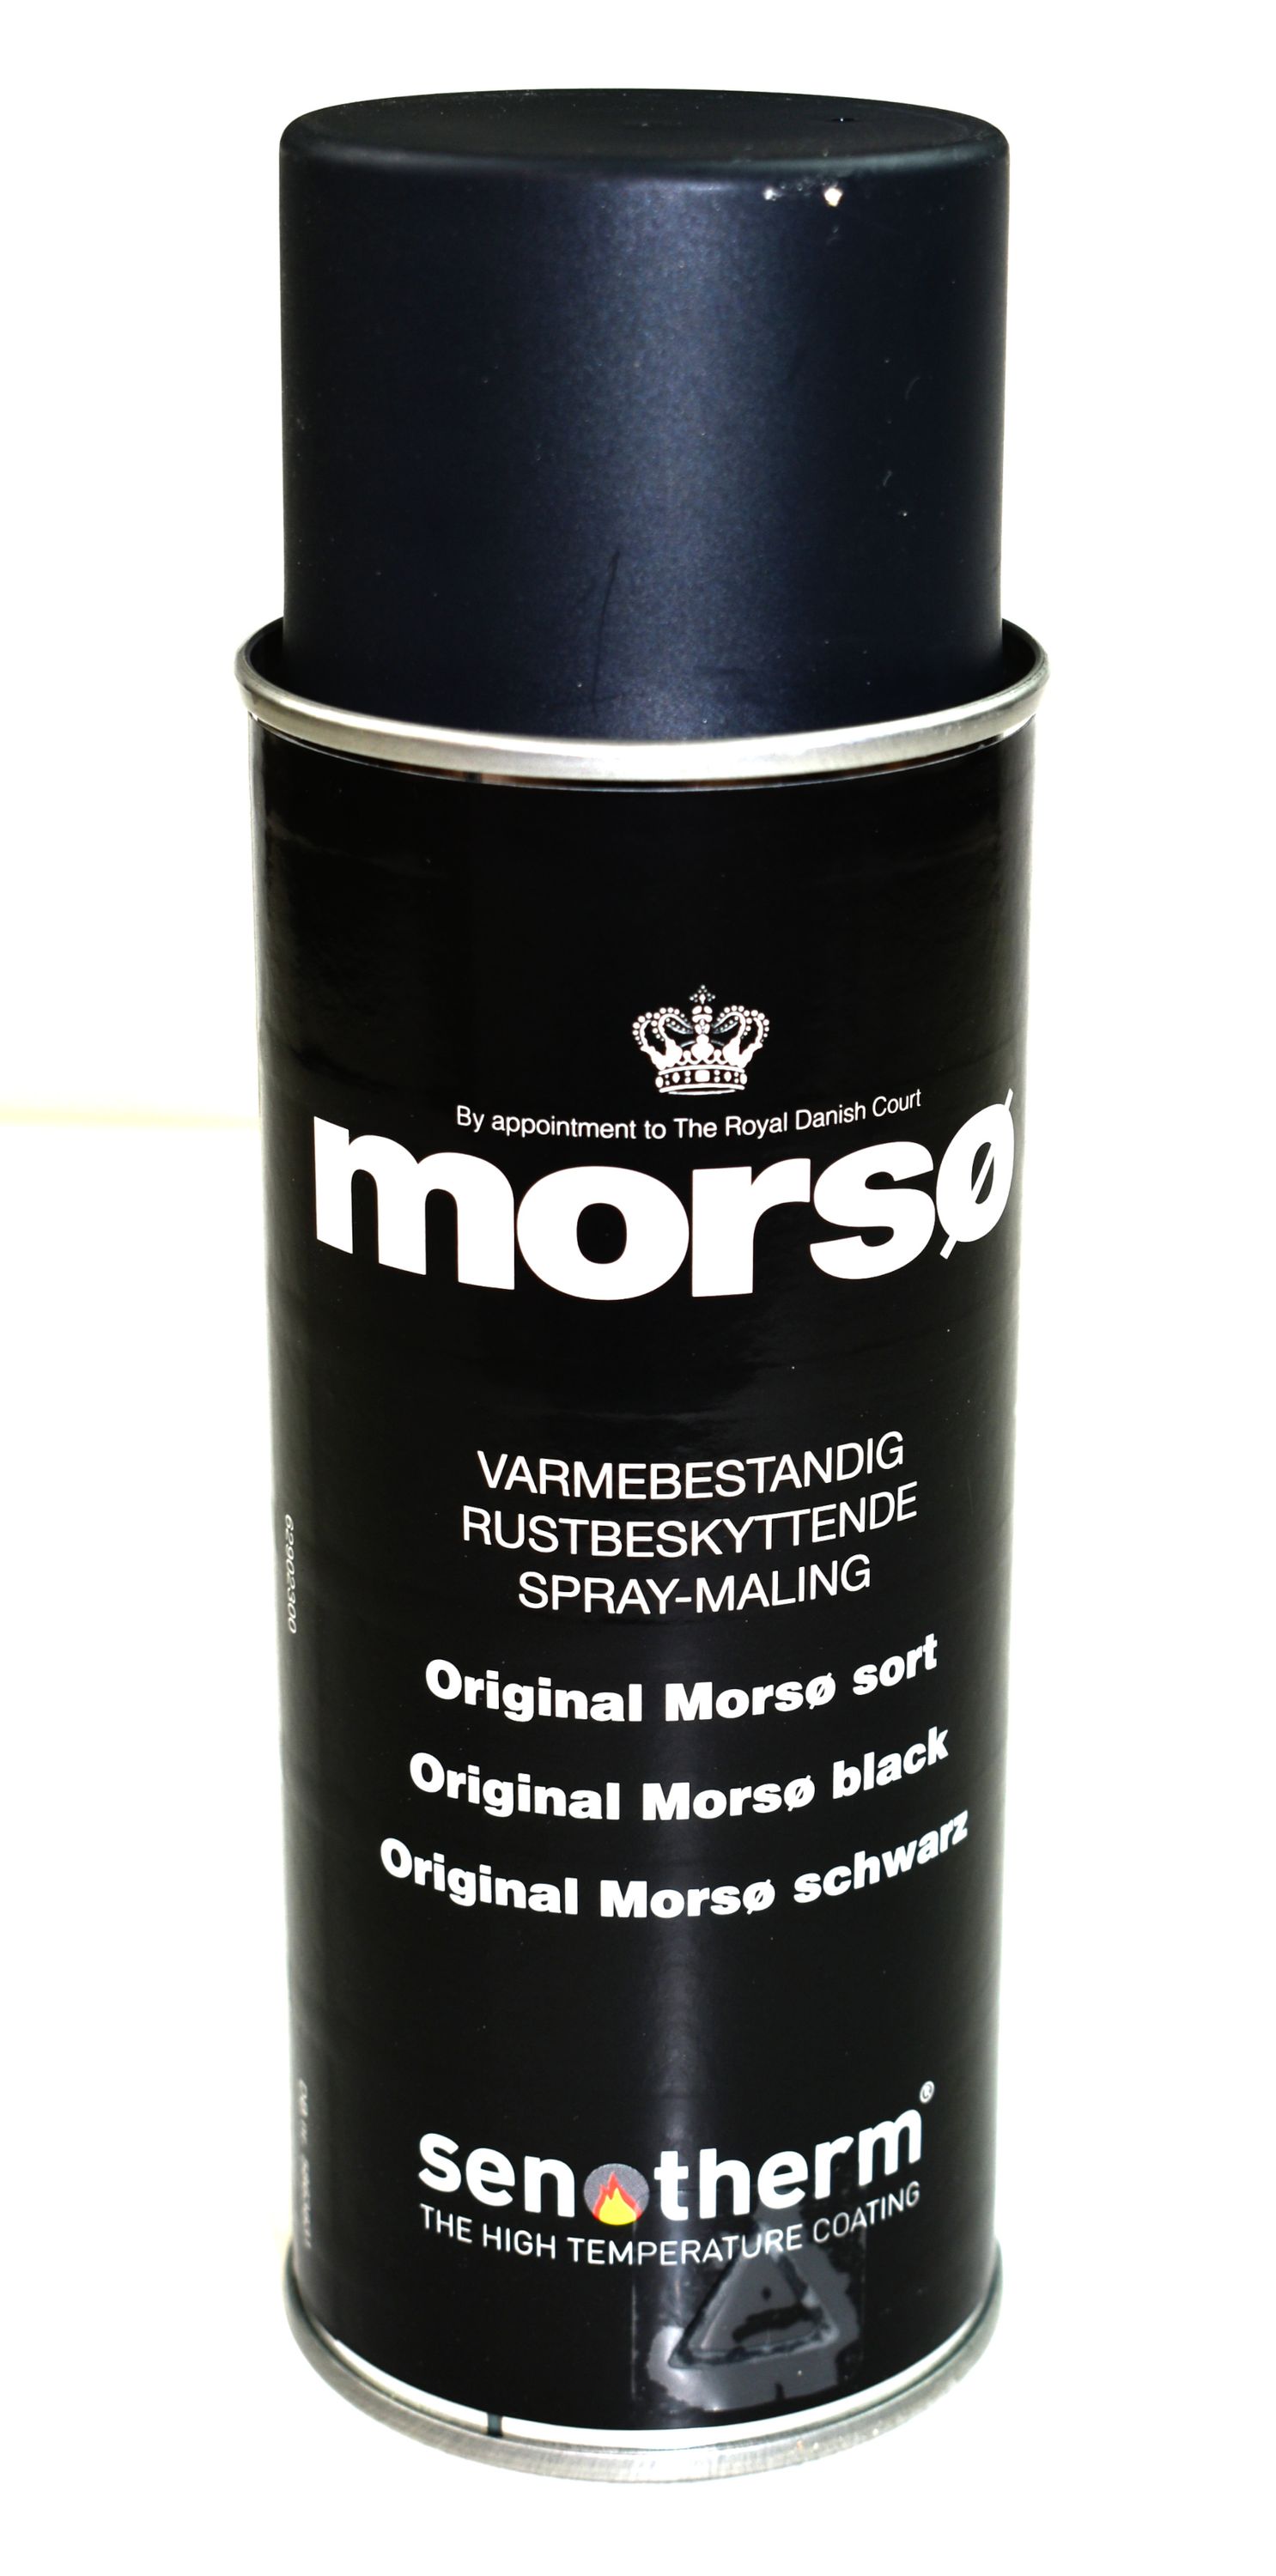 By appointment to The Royal Danish Court
morsø
VARMEBESTANDIG
RUSTBESKYTTENDE
SPRAY-MALING
Original Morsø sort
Original Morsø black
Original Morsø schwarz
senotherm®
THE HIGH TEMPERATURE COATING
62902300